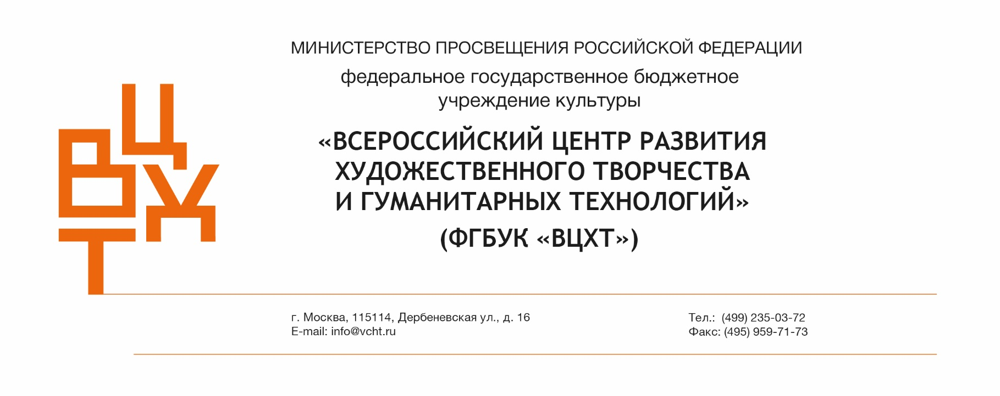 МИНИСТЕРСТВО ПРОСВЕЩЕНИЯ РОССИЙСКОЙ ФЕДЕРАЦИИ
федеральное государственное бюджетное
учреждение культуры
«ВСЕРОССИЙСКИЙ ЦЕНТР РАЗВИТИЯ
ХУДОЖЕСТВЕННОГО ТВОРЧЕСТВА
И ГУМАНИТАРНЫХ ТЕХНОЛОГИЙ»
(ФГБУК «ВЦХТ»)
ВЦХТ
г. Москва, 115114, Дербеневская ул., д. 16
E-mail: info@vcht.ru
Тел.: (499) 235-03-72
Факс: (495) 959-71-73